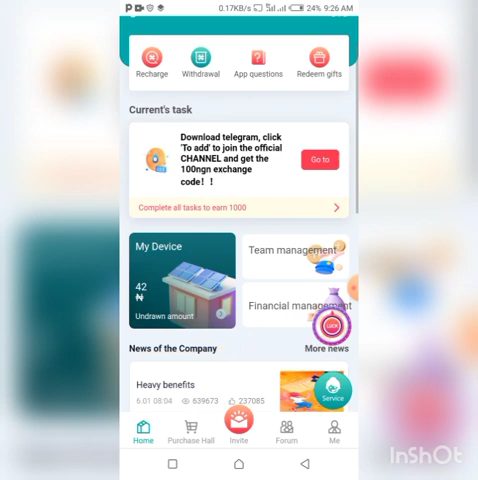 0.17KB/s 24% 9:26 AM
Recharge Withdrawal App questions Redeem gifts
Current's task
Download telegram, click
'To add' to join the official
CHANNEL and get the
100ngn exchange
code！！
Go to
Complete all tasks to earn 1000
My Device
42
₦
Undrawn amount
Team management
Financial management
LUCK
News of the Company More news
Heavy benefits
6.01 08:04 639673 237085
Service
Home Purchase Hall Invite Forum Me
InShOt